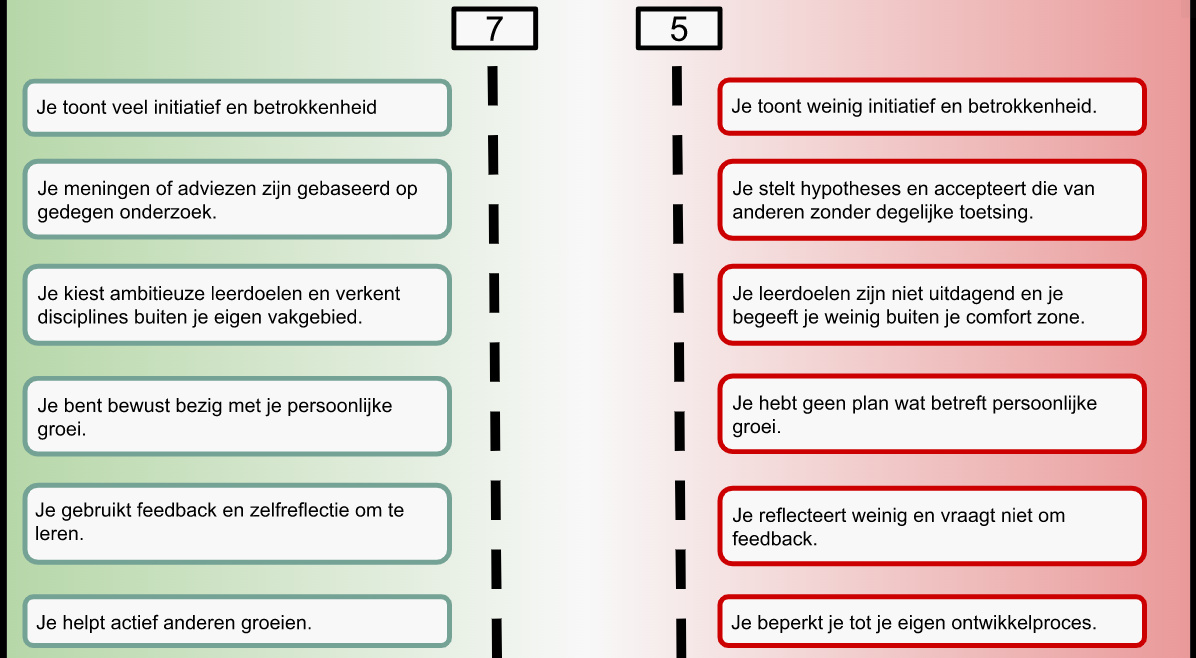 7
5
Je toont veel initiatief en betrokkenheid
Je toont weinig initiatief en betrokkenheid.
Je meningen of adviezen zijn gebaseerd op
gedegen onderzoek.
Je stelt hypotheses en accepteert die van
anderen zonder degelijke toetsing.
Je kiest ambitieuze leerdoelen en verkent
disciplines buiten je eigen vakgebied.
Je leerdoelen zijn niet uitdagend en je
begeeft je weinig buiten je comfort zone.
Je bent bewust bezig met je persoonlijke
groei.
Je hebt geen plan wat betreft persoonlijke
groei.
Je gebruikt feedback en zelfreflectie om te
leren.
Je reflecteert weinig en vraagt niet om
feedback.
Je helpt actief anderen groeien.
Je beperkt je tot je eigen ontwikkelproces.